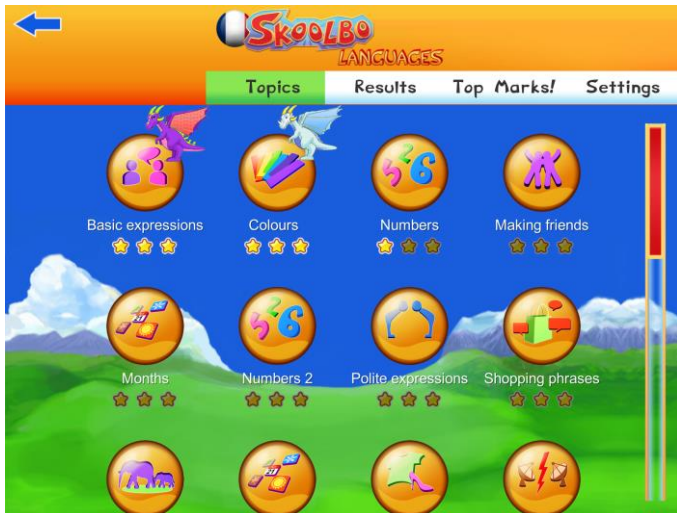 SKOOLBO
LANGUAGES
Topics Results Top Marks! Settings
Basic expressions Colours Numbers Making friends
Months Numbers 2 Polite expressions Shopping phrases